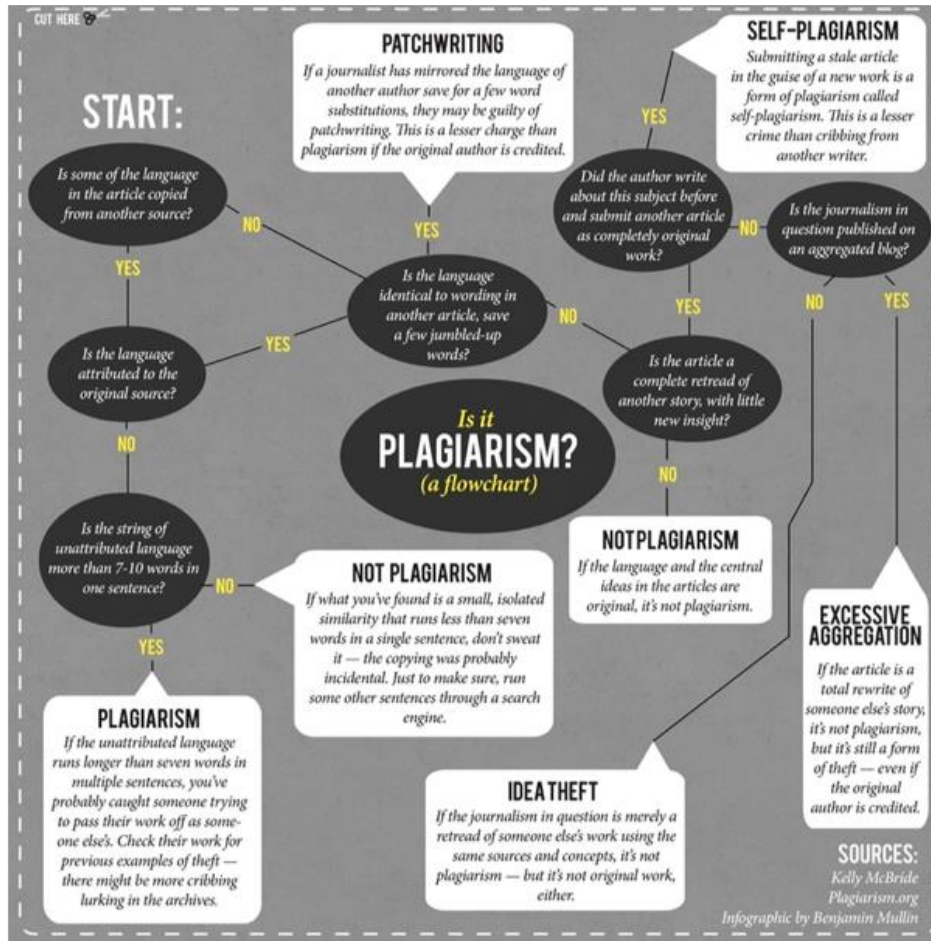 CUT HERE
START:
Is some of the language
in the article copied
from another source?
NO
YES
Is the language
attributed to the
original source?
YES
NO
Is the string of
unattributed language
more than 7-10 words in
one sentence?
NO
YES
PLAGIARISM
If the unattributed language
runs longer than seven words in
multiple sentences, you've
probably caught someone trying
to pass their work off as some-
one else's. Check their work for
previous examples of theft —
there might be more cribbing
lurking in the archives.
NOT PLAGIARISM
If what you've found is a small, isolated
similarity that runs less than seven
words in a single sentence, don't sweat
it — the copying was probably
incidental. Just to make sure, run
some other sentences through a search
engine.
PATCHWRITING
If a journalist has mirrored the language of
another author save for a few word
substitutions, they may be guilty of
patchwriting. This is a lesser charge than
plagiarism if the original author is credited.
YES
Is the language
identical to wording in
another article, save
a few jumbled-up
words?
NO
Is it
PLAGIARISM?
(a flowchart)
SELF-PLAGIARISM
Submitting a stale article
in the guise of a new work is a
form of plagiarism called
self-plagiarism. This is a lesser
crime than cribbing from
another writer.
YES
Did the author write
about this subject before
and submit another article
as completely original
work?
NO
Is the journalism in
question published on
an aggregated blog?
YES
NO
YES
Is the article a
complete retread of
another story, with little
new insight?
NO
NOT PLAGIARISM
If the language and the central
ideas in the articles are
original, it's not plagiarism.
EXCESSIVE
AGGREGATION
If the article is a
total rewrite of
someone else's story,
it's not plagiarism,
but it's still a form
of theft — even if
the original
author is credited.
IDEA THEFT
If the journalism in question is merely a
retread of someone else's work using the
same sources and concepts, it's not
plagiarism — but it's not original work,
either.
SOURCES:
Kelly McBride
Plagiarism.org
Infographic by Benjamin Mullin